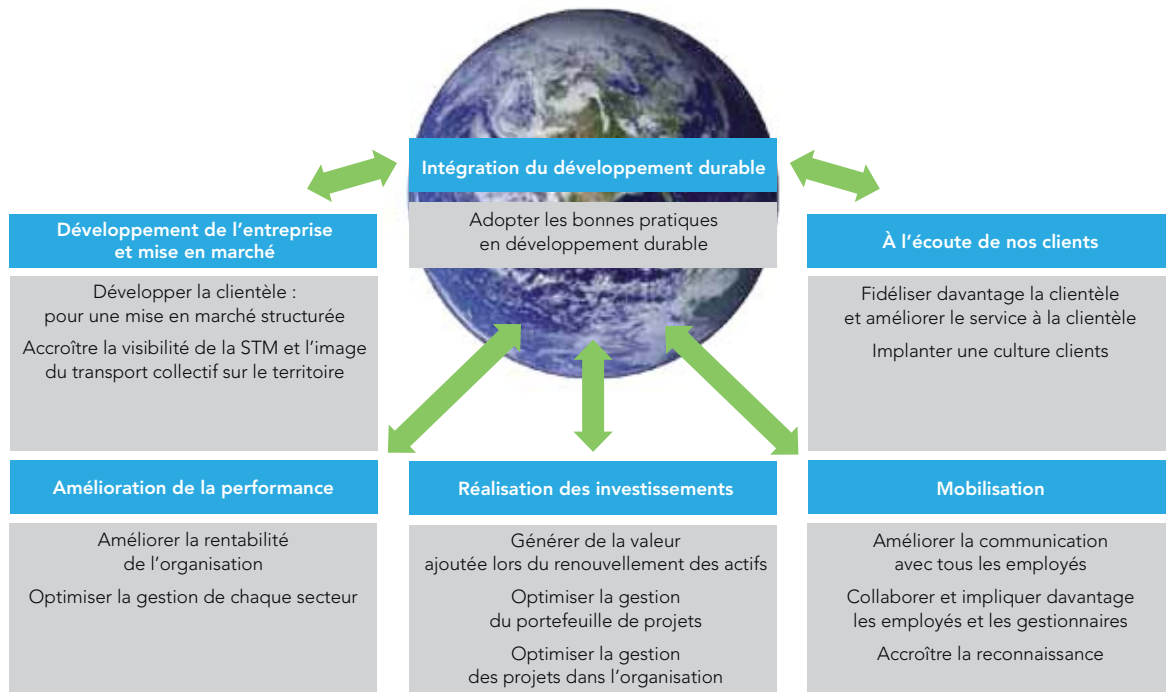 Intégration du développement durable
Adopter les bonnes pratiques
en développement durable
Développement de l'entreprise
et mise en marché
Développer la clientèle :
pour une mise en marché structurée
Accroître la visibilité de la STM et l'image
du transport collectif sur le territoire
À l'écoute de nos clients
Fidéliser davantage la clientèle
et améliorer le service à la clientèle
Implanter une culture clients
Amélioration de la performance
Améliorer la rentabilité
de l'organisation
Optimiser la gestion de chaque secteur
Réalisation des investissements
Générer de la valeur
ajoutée lors du renouvellement des actifs
Optimiser la gestion
du portefeuille de projets
Optimiser la gestion
des projets dans l'organisation
Mobilisation
Améliorer la communication
avec tous les employés
Collaborer et impliquer davantage
les employés et les gestionnaires
Accroître la reconnaissance